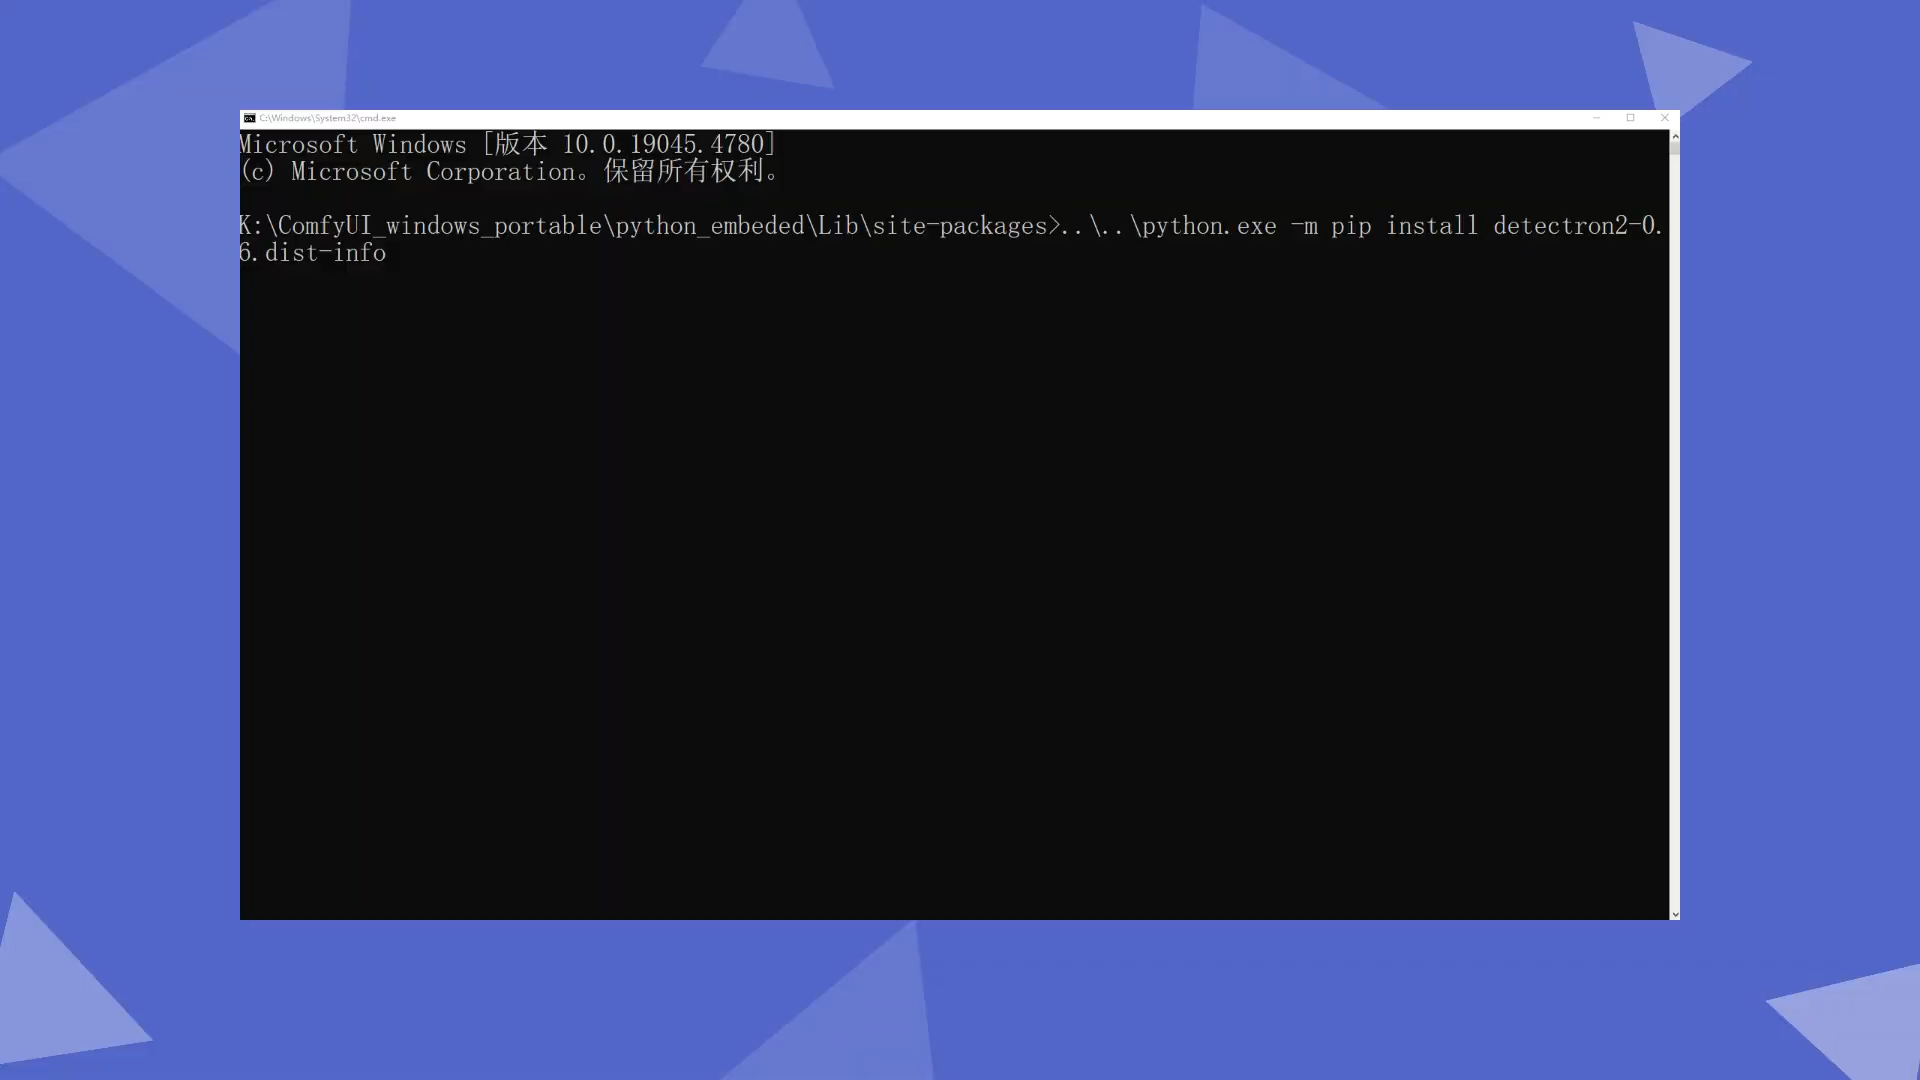 C:\Windows\System32\cmd.exe
Microsoft Windows [版本 10.0.19045.4780]
(c) Microsoft Corporation。保留所有权利。
K:\ComfyUI_windows_portable\python_embeded\Lib\site-packages>..\..\python.exe -m pip install detectron2-0.
6.dist-info